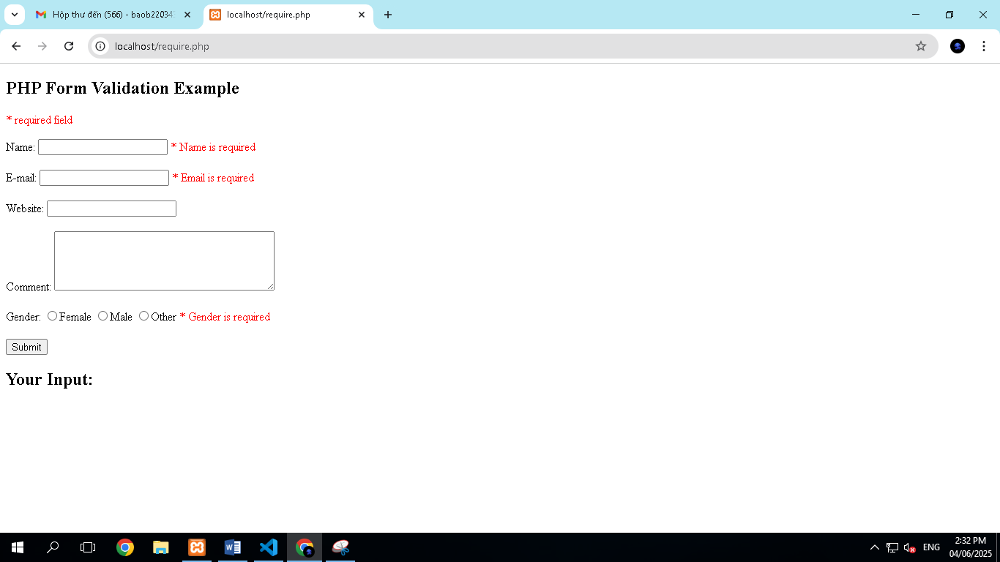 Hộp thư đến (566) - baob22034
localhost/require.php
localhost/require.php
PHP Form Validation Example
* required field
Name: * Name is required
E-mail: * Email is required
Website:
Comment:
Gender: Female Male Other * Gender is required
Submit
Your Input:
ENG
2:32 PM
04/06/2025